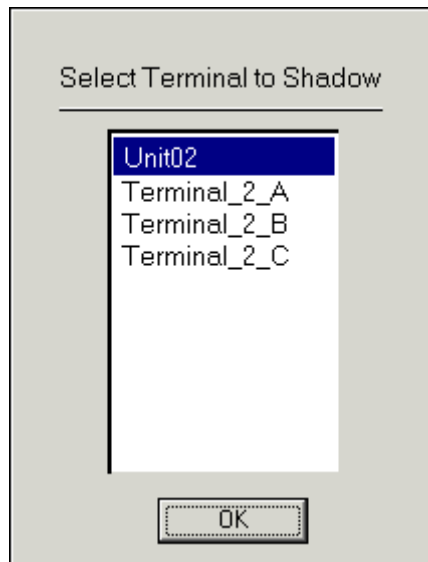 Select Terminal to Shadow
Unit02
Terminal_2_A
Terminal_2_B
Terminal_2_C
OK